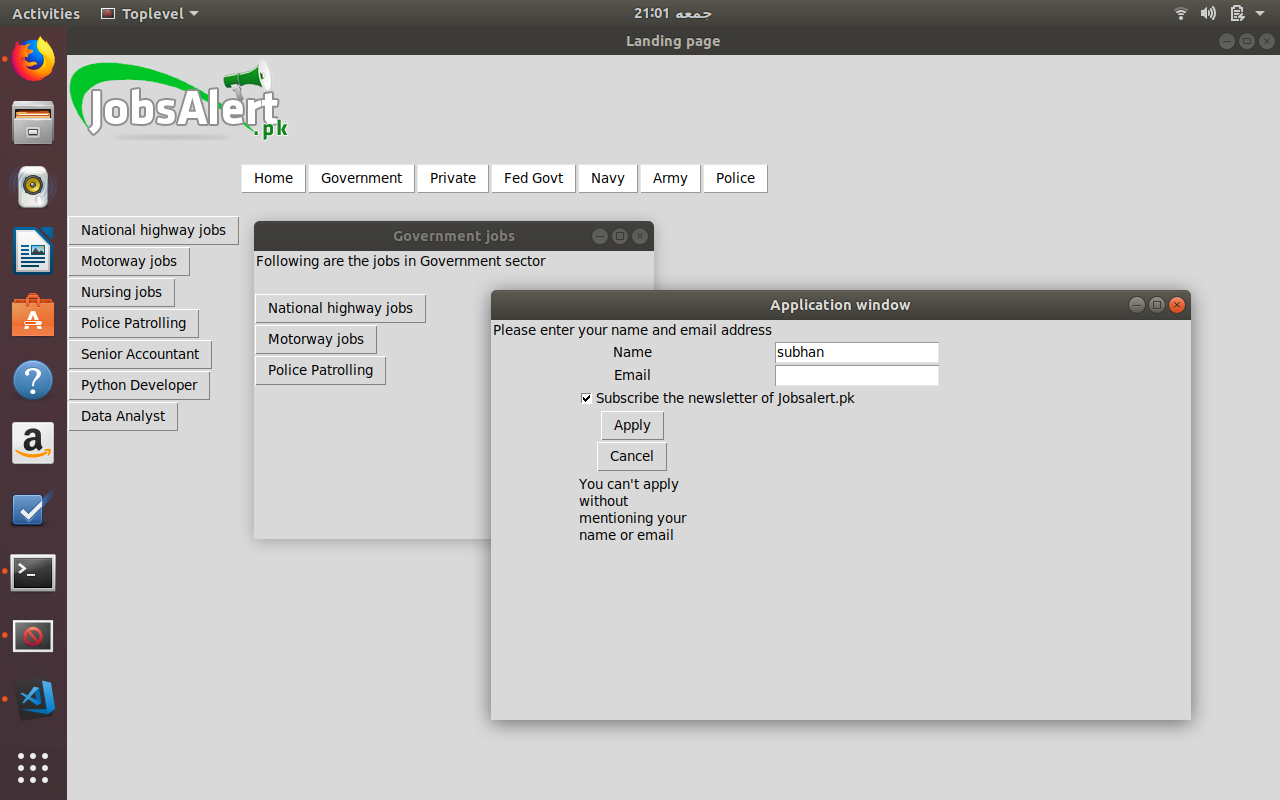 Activities
Toplevel
جمعه 21:01
Landing page
JobsAlert
.pk
Home
Government
Private
Fed Govt
Navy
Army
Police
National highway jobs
Motorway jobs
Nursing jobs
Police Patrolling
Senior Accountant
Python Developer
Data Analyst
Government jobs
Following are the jobs in Government sector
National highway jobs
Motorway jobs
Police Patrolling
Application window
Please enter your name and email address
Name
subhan
Email
Subscribe the newsletter of Jobsalert.pk
Apply
Cancel
You can't apply
without
mentioning your
name or email